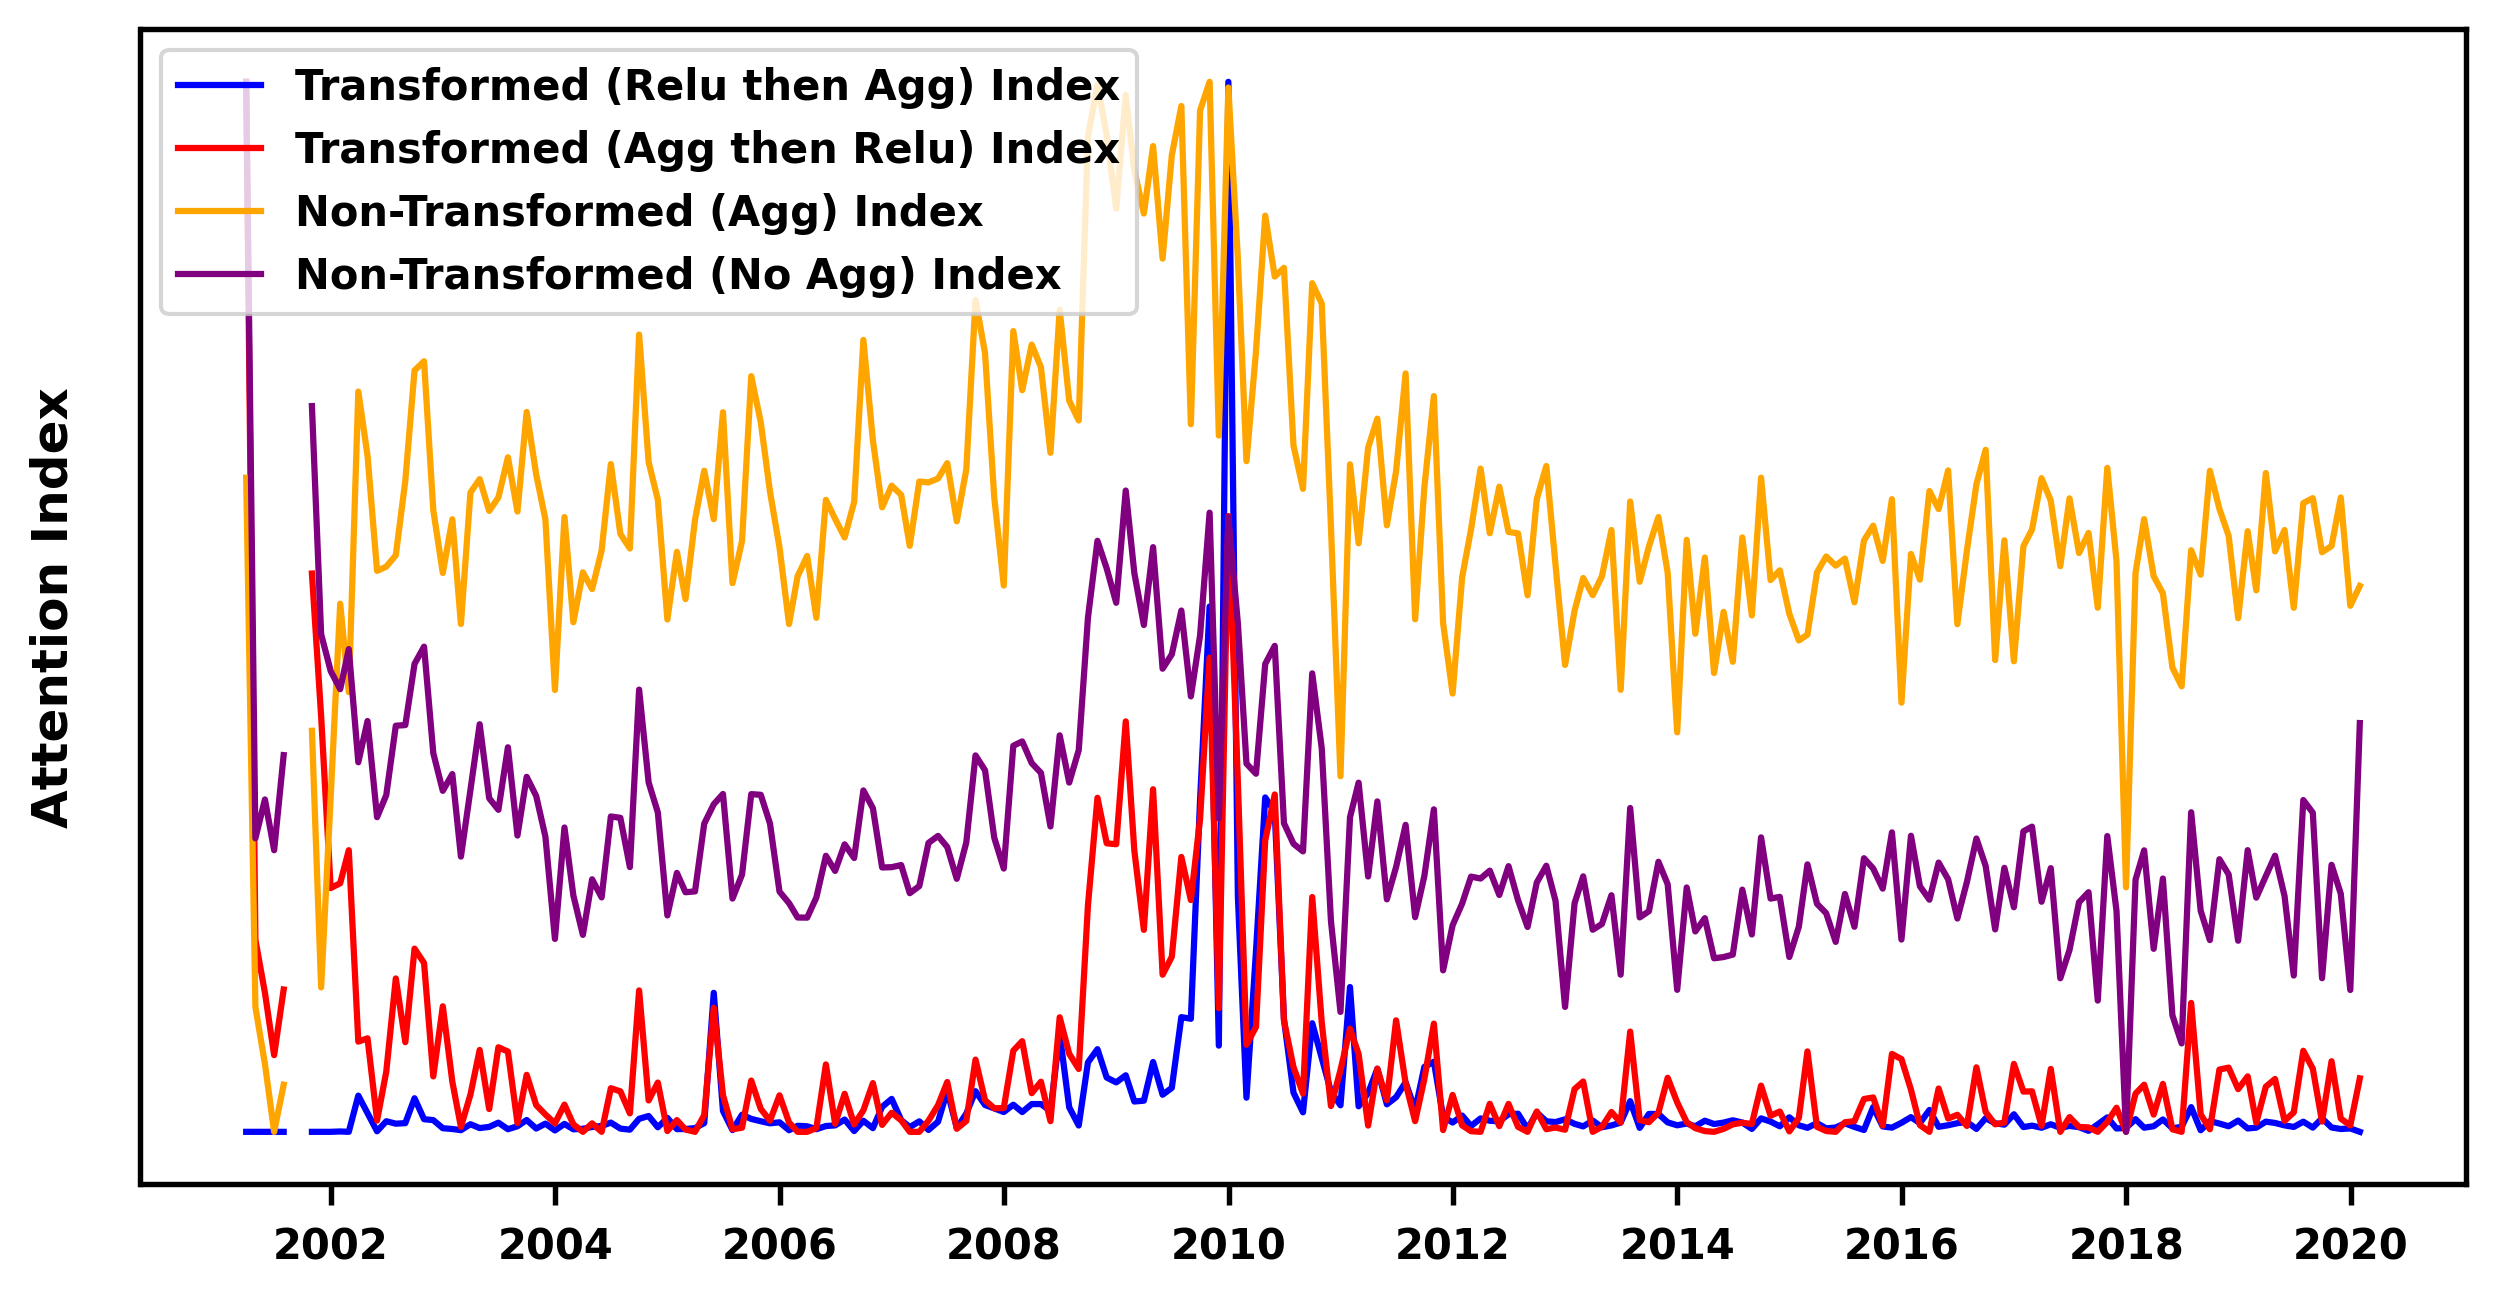 Transformed (Relu then Agg) Index
Transformed (Agg then Relu) Index
Non-Transformed (Agg) Index
Non-Transformed (No Agg) Index
Attention Index
2002 2004 2006 2008 2010 2012 2014 2016 2018 2020